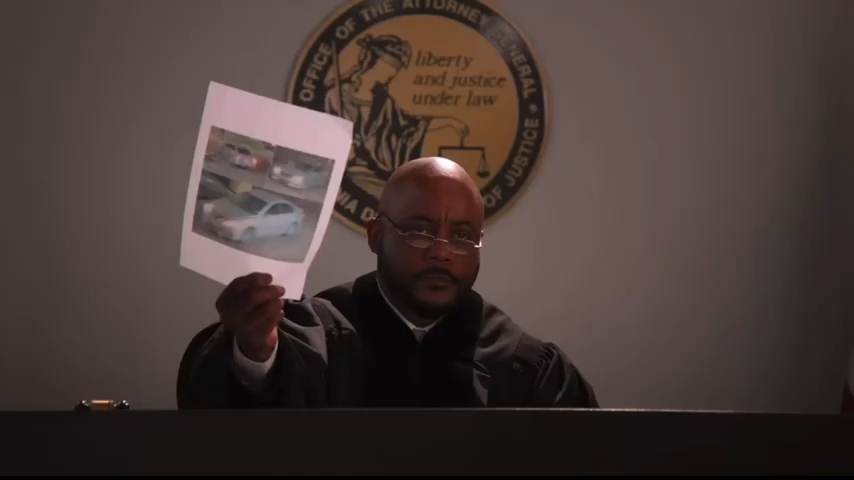 OFFICE OF THE ATTORNEY GENERAL
liberty
and justice
under law
OF JUSTICE